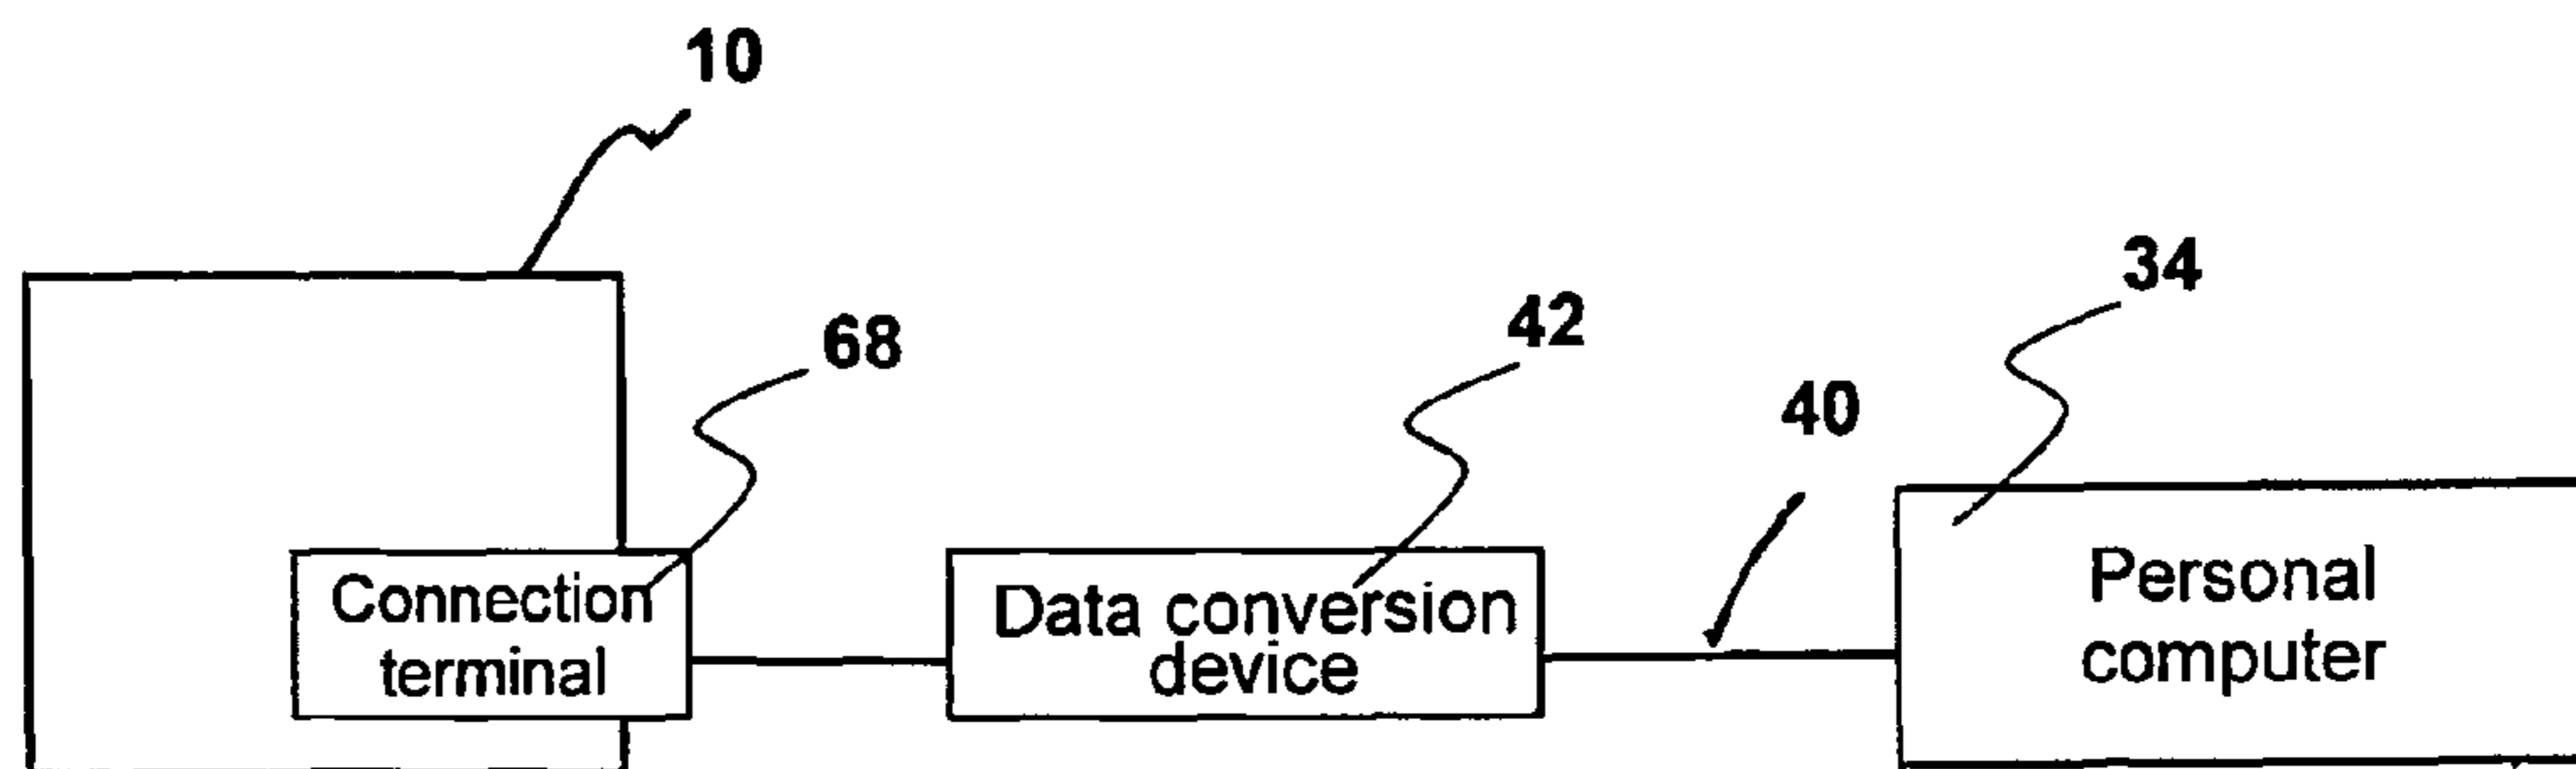 10
68
42
34
40
Connection
terminal
Data conversion
device
Personal
computer